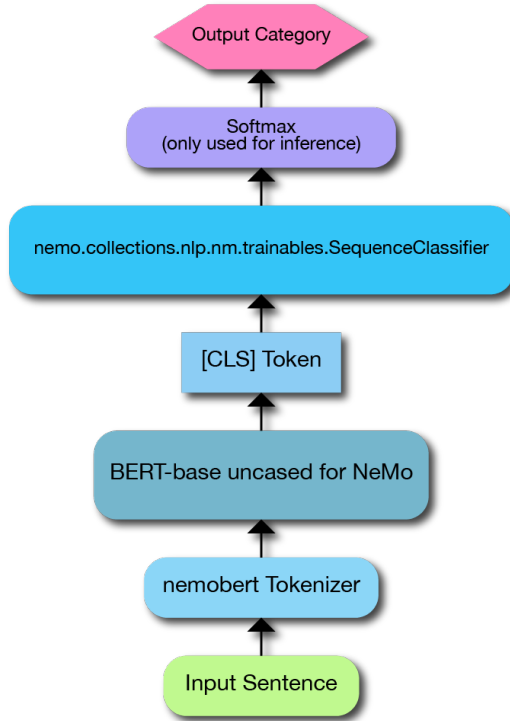 Output Category
Softmax
(only used for inference)
nemo.collections.nlp.nm.trainables.SequenceClassifier
[CLS] Token
BERT-base uncased for NeMo
nemobert Tokenizer
Input Sentence